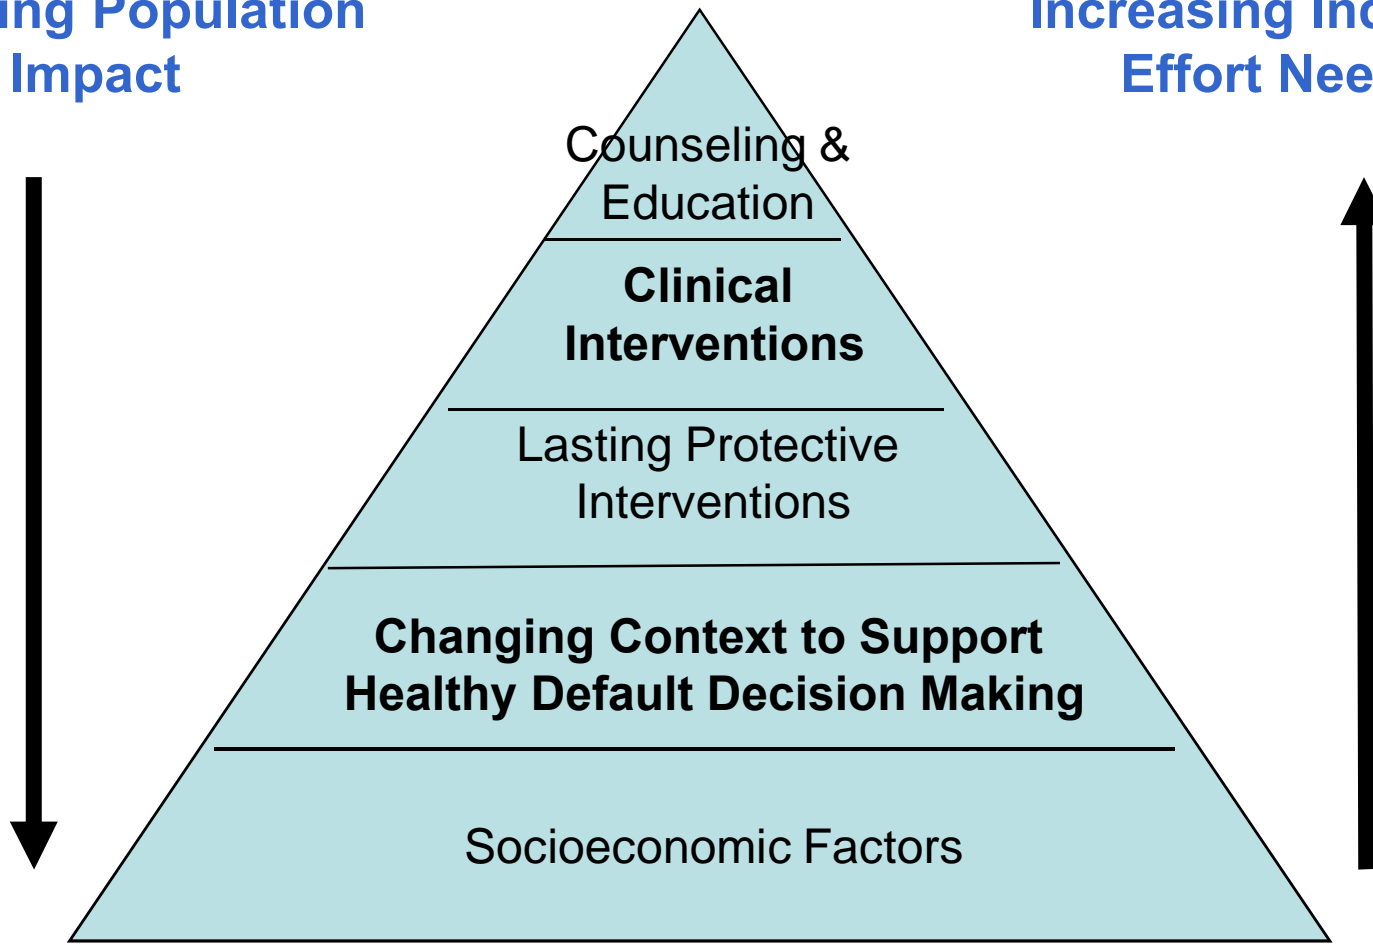 ing Population
Impact
Increasing Ind
Effort Nee
Counseling &
Education
Clinical
Interventions
Lasting Protective
Interventions
Changing Context to Support
Healthy Default Decision Making
Socioeconomic Factors